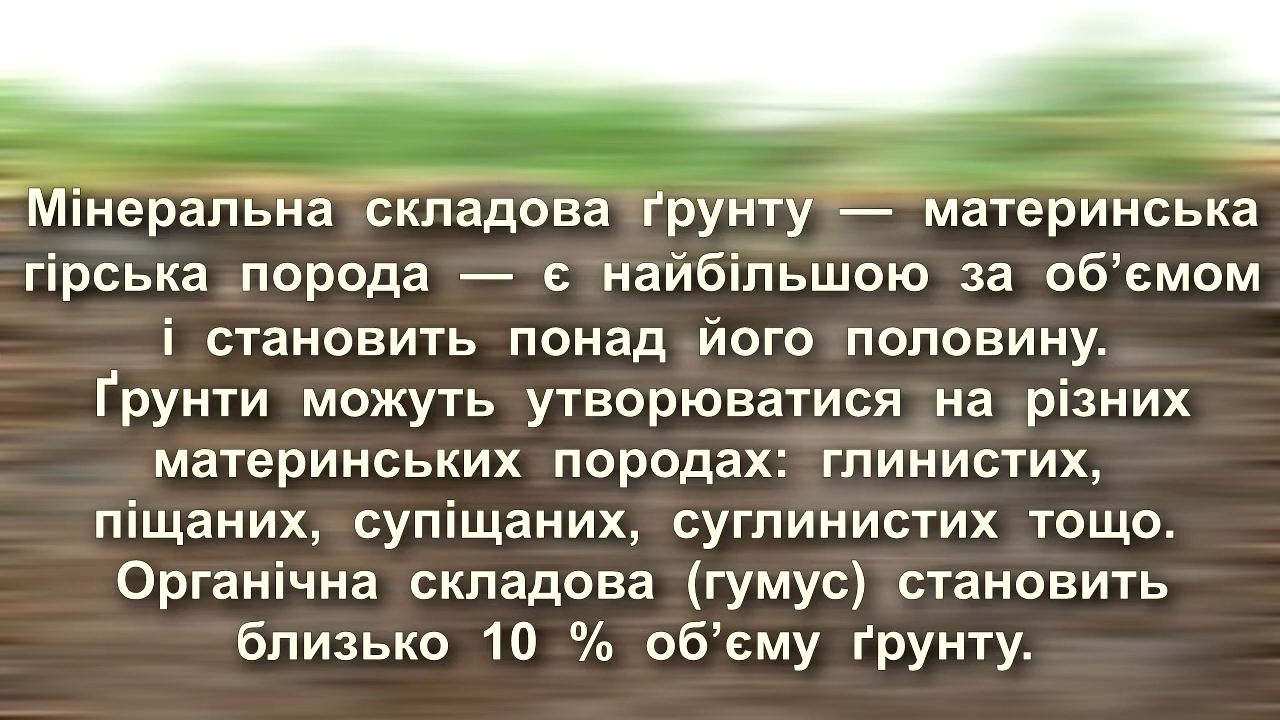 Мінеральна складова ґрунту — материнська
гірська порода — є найбільшою за об’ємом
і становить понад його половину.
Ґрунти можуть утворюватися на різних
материнських породах: глинистих,
піщаних, супіщаних, суглинистих тощо.
Органічна складова (гумус) становить
близько 10 % об’єму ґрунту.